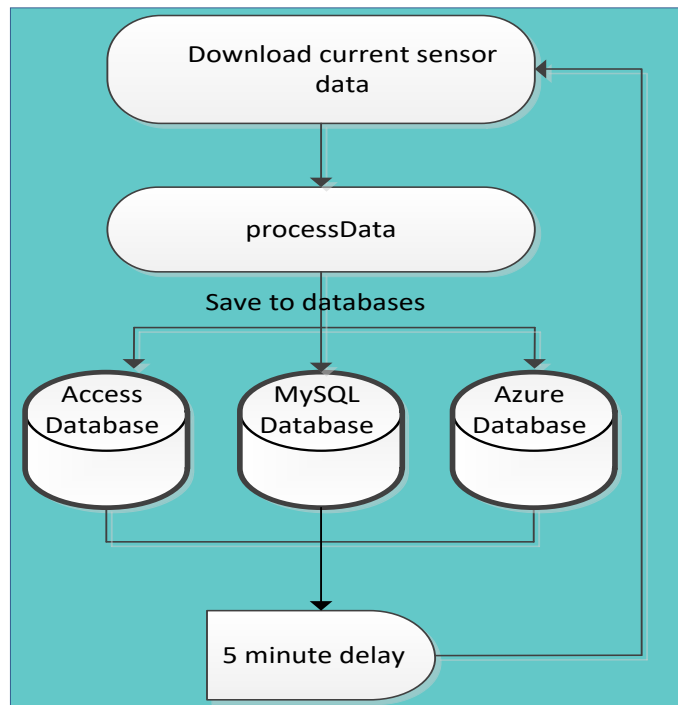 Download current sensor
data
processData
Save to databases
Access
Database
MySQL
Database
Azure
Database
5 minute delay